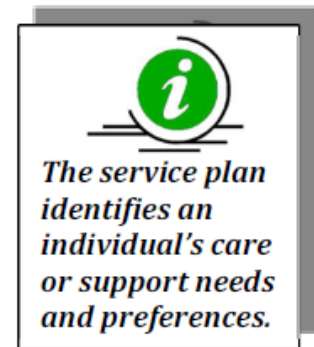 i
The service plan
identifies an
individual's care
or support needs
and preferences.